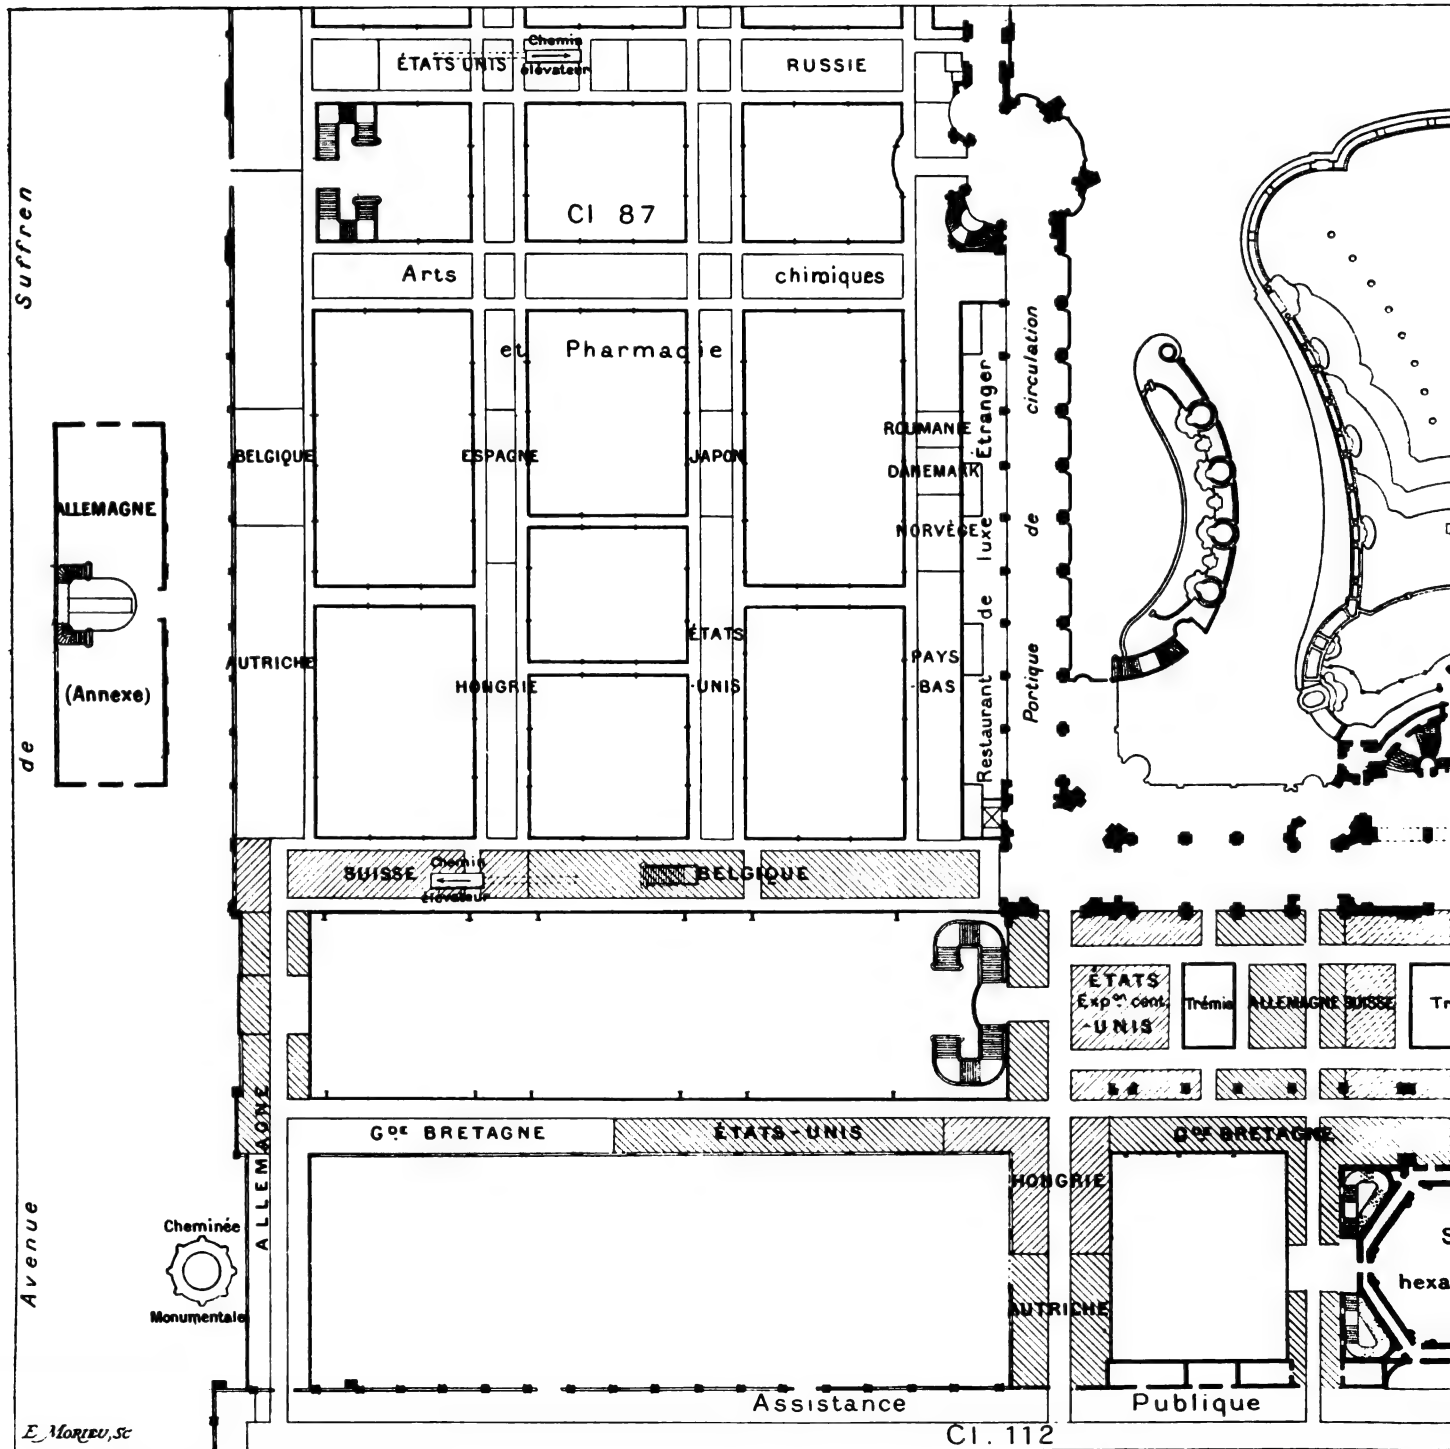 Chemin
élévateur
ÉTATS UNIS
RUSSIE
Cl 87
Arts
chimiques
et Pharmacie
Suffren
de
Avenue
circulation
de
Portique
Étranger
luxe
de
Restaurant
ROUMANIE
BELGIQUE
ESPAGNE
JAPON
DANEMARK
ALLEMAGNE
NORVÈGE
ÉTATS
-UNIS
AUTRICHE
PAYS
-BAS
HONGRIE
(Annexe)
SUISSE
Chemin
élévateur
BELGIQUE
ÉTATS
Expon cent.
-UNIS
Trémie
ALLEMAGNE
SUISSE
Tr
ALLEMAGNE
GDE BRETAGNE
ÉTATS-UNIS
GDE BRETAGNE
HONGRIE
Cheminée
Monumentale
S
hexa
AUTRICHE
Assistance
Publique
Cl. 112
E. MORIEU, SC